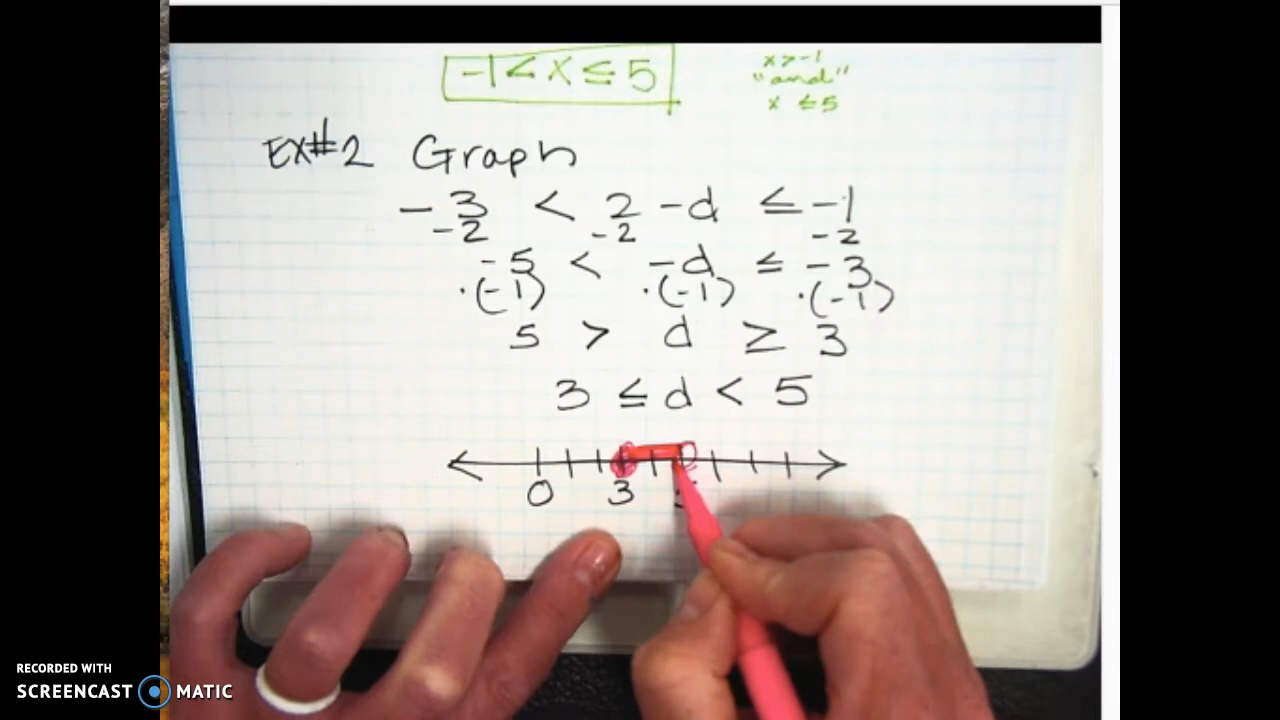 -1 < x ≤ 5
x > -1
"and"
x ≤ 5
EX#2 Graph
-3 < 2 -d ≤ -1
-2 -2 -2
-5 < -d ≤ -3
·(-1) ·(-1) ·(-1)
5 > d ≥ 3
3 ≤ d < 5
0 3
RECORDED WITH
SCREENCAST MATIC